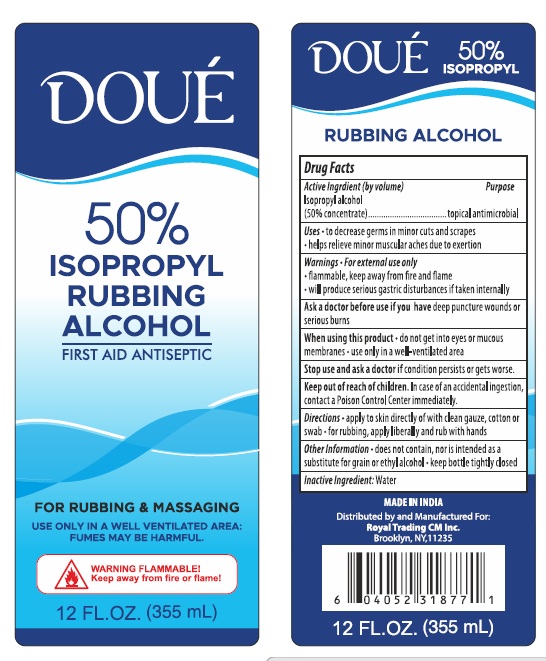 DOUÉ
50%
ISOPROPYL
RUBBING
ALCOHOL
FIRST AID ANTISEPTIC
FOR RUBBING & MASSAGING
USE ONLY IN A WELL VENTILATED AREA:
FUMES MAY BE HARMFUL.
WARNING FLAMMABLE!
Keep away from fire or flame!
12 FL.OZ. (355 mL)
DOUÉ 50%
ISOPROPYL
RUBBING ALCOHOL
Drug Facts
Active Ingrdient (by volume) Purpose
Isopropyl alcohol
(50% concentrate)....................................topical antimicrobial
Uses • to decrease germs in minor cuts and scrapes
• helps relieve minor muscular aches due to exertion
Warnings • For external use only
• flammable, keep away from fire and flame
• will produce serious gastric disturbances if taken internally
Ask a doctor before use if you have deep puncture wounds or
serious burns
When using this product • do not get into eyes or mucous
membranes • use only in a well-ventilated area
Stop use and ask a doctor if condition persists or gets worse.
Keep out of reach of children. In case of an accidental ingestion,
contact a Poison Control Center immediately.
Directions • apply to skin directly of with clean gauze, cotton or
swab • for rubbing, apply liberally and rub with hands
Other Information • does not contain, nor is intended as a
substitute for grain or ethyl alcohol • keep bottle tightly closed
Inactive Ingredient: Water
MADE IN INDIA
Distributed by and Manufactured For:
Royal Trading CM Inc.
Brooklyn, NY,11235
6 04052 31877 1
12 FL.OZ. (355 mL)